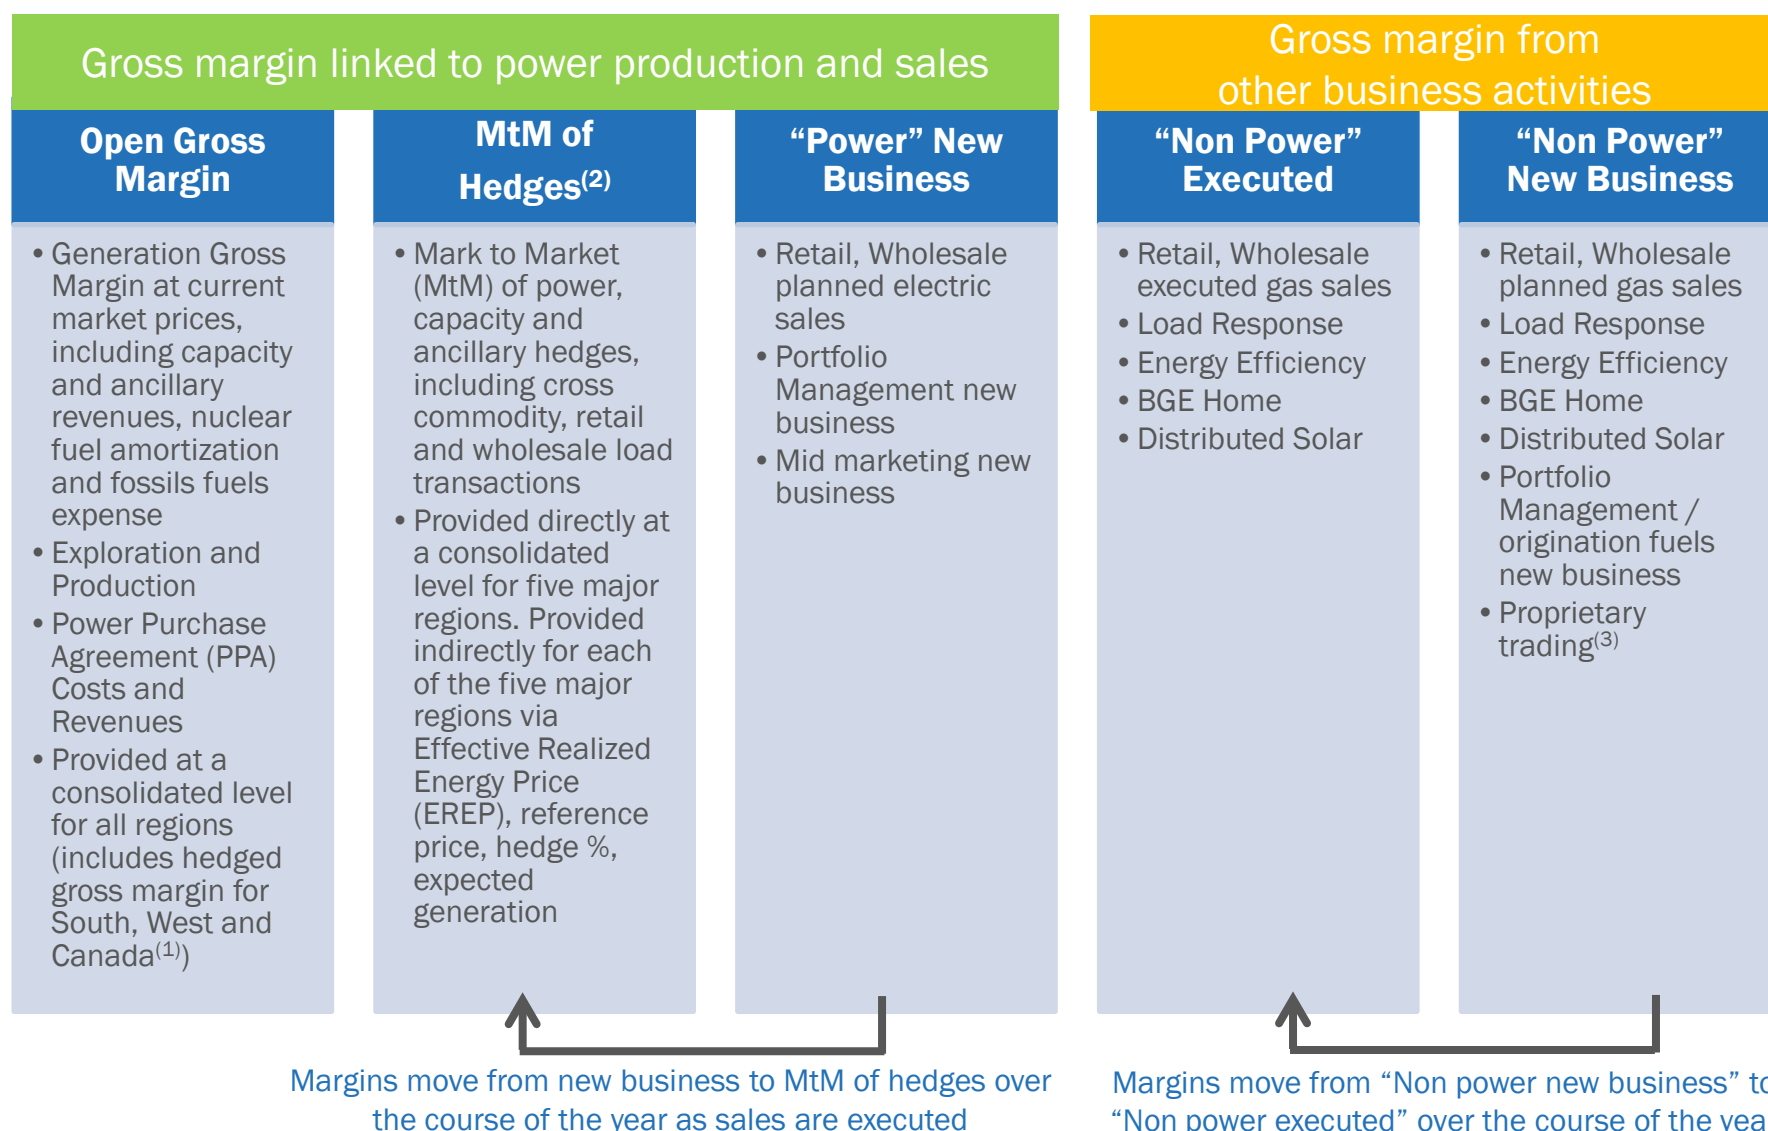 Gross margin linked to power production and sales
Gross margin from
other business activities
Open Gross
Margin
• Generation Gross
Margin at current
market prices,
including capacity
and ancillary
revenues, nuclear
fuel amortization
and fossils fuels
expense
• Exploration and
Production
• Power Purchase
Agreement (PPA)
Costs and
Revenues
• Provided at a
consolidated level
for all regions
(includes hedged
gross margin for
South, West and
Canada(1))
MtM of
Hedges(2)
• Mark to Market
(MtM) of power,
capacity and
ancillary hedges,
including cross
commodity, retail
and wholesale load
transactions
• Provided directly at
a consolidated
level for five major
regions. Provided
indirectly for each
of the five major
regions via
Effective Realized
Energy Price
(EREP), reference
price, hedge %,
expected
generation
“Power” New
Business
• Retail, Wholesale
planned electric
sales
• Portfolio
Management new
business
• Mid marketing new
business
“Non Power”
Executed
• Retail, Wholesale
executed gas sales
• Load Response
• Energy Efficiency
• BGE Home
• Distributed Solar
“Non Power”
New Business
• Retail, Wholesale
planned gas sales
• Load Response
• Energy Efficiency
• BGE Home
• Distributed Solar
• Portfolio
Management /
origination fuels
new business
• Proprietary
trading(3)
Margins move from new business to MtM of hedges over
the course of the year as sales are executed
Margins move from “Non power new business” to
“Non power executed” over the course of the year